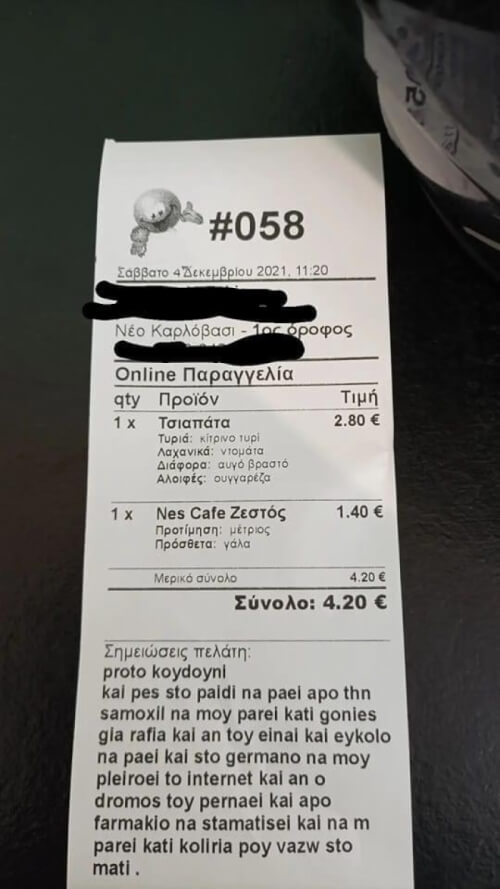 #058
Σάββατο 4 Δεκεμβρίου 2021, 11:20
Νέο Καρλόβασι - 1ος όροφος
Online Παραγγελία
qty Προϊόν Τιμή
1 x Τσιαπάτα 2.80 €
Τυριά: κίτρινο τυρί
Λαχανικά: ντομάτα
Διάφορα: αυγό βραστό
Αλοιφές: ουγγαρέζα
1 x Nes Cafe Ζεστός 1.40 €
Προτίμηση: μέτριος
Πρόσθετα: γάλα
Μερικό σύνολο 4.20 €
Σύνολο: 4.20 €
Σημειώσεις πελάτη:
proto koydoyni
kai pes sto paidi na paei apo thn
samoxil na moy parei kati gonies
gia rafia kai an toy einai kai eykolo
na paei kai sto germano na moy
pleiroei to internet kai an o
dromos toy pernaei kai apo
farmakio na stamatisei kai na m
parei kati koliria poy vazw sto
mati .